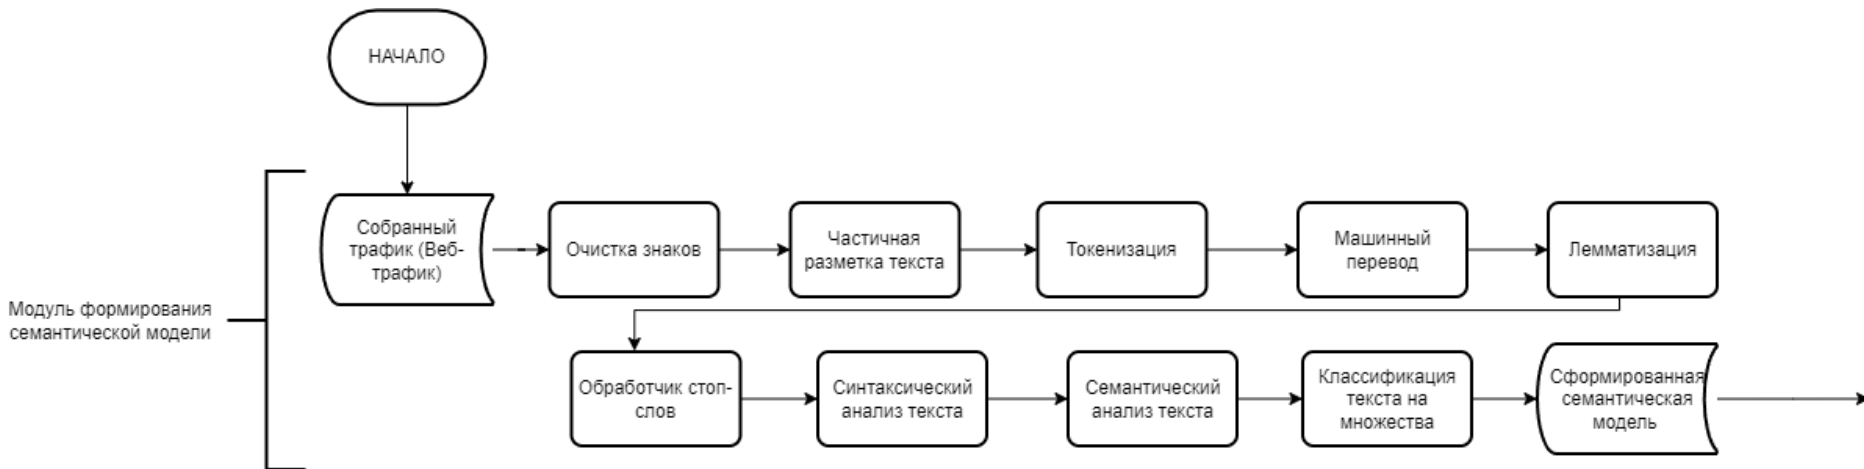 НАЧАЛО
Модуль формирования
семантической модели
Собранный
трафик (Веб-
трафик)
Очистка знаков
Частичная
разметка текста
Токенизация
Машинный
перевод
Лемматизация
Обработчик стоп-
слов
Синтаксический
анализ текста
Семантический
анализ текста
Классификация
текста на
множества
Сформированная
семантическая
модель